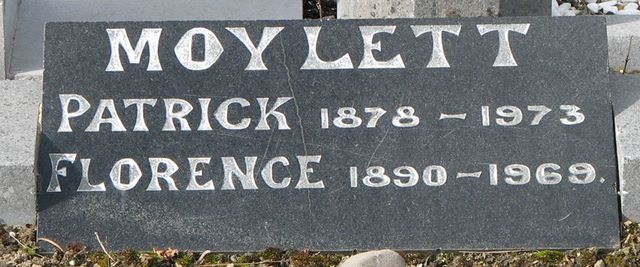 MOYLETT
PATRICK 1878 – 1973
FLORENCE 1890 – 1969.